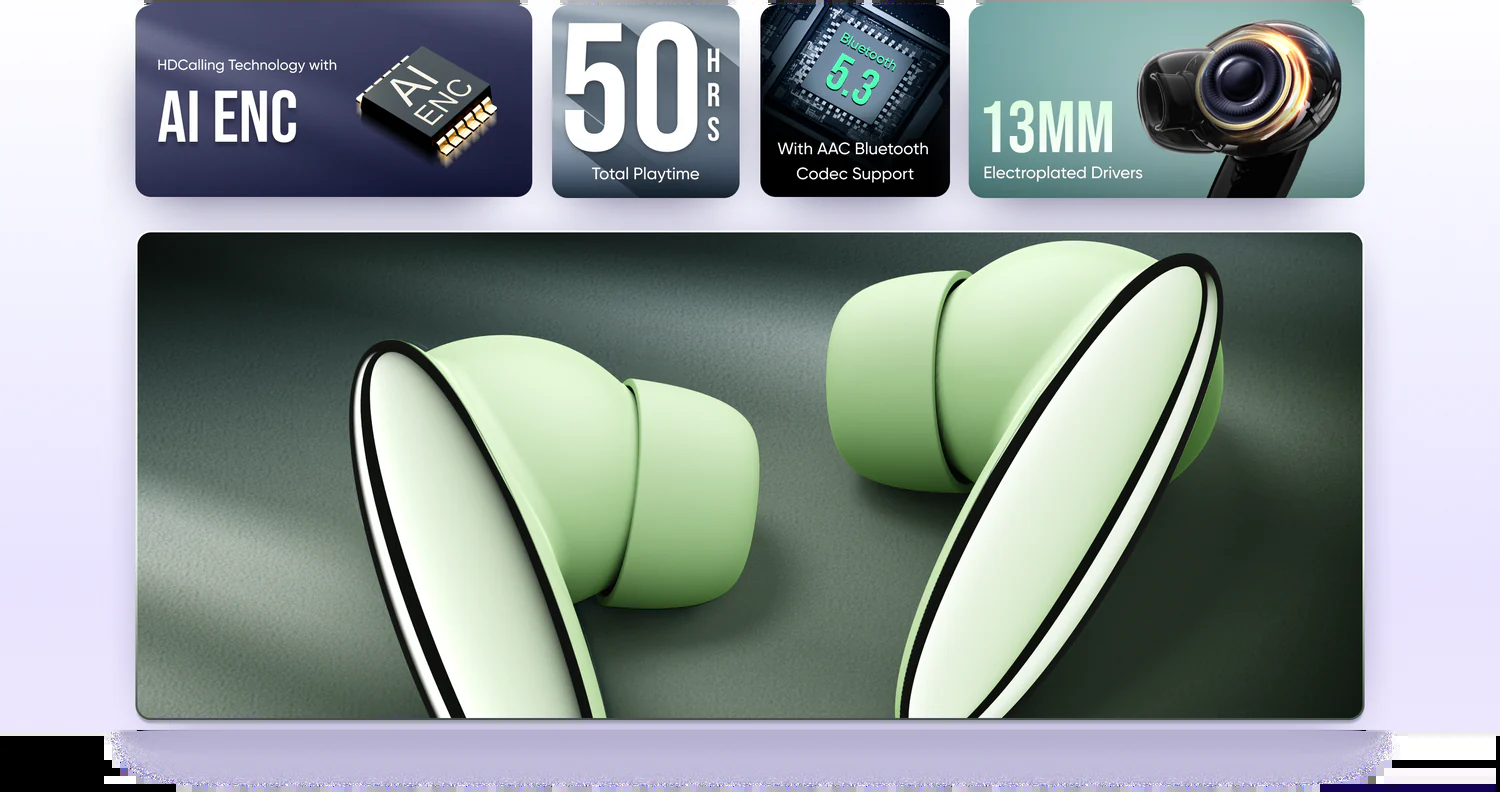 HDCalling Technology with
AI ENC
AI
ENC
50
HRS
Total Playtime
Bluetooth
5.3
With AAC Bluetooth
Codec Support
13MM
Electroplated Drivers